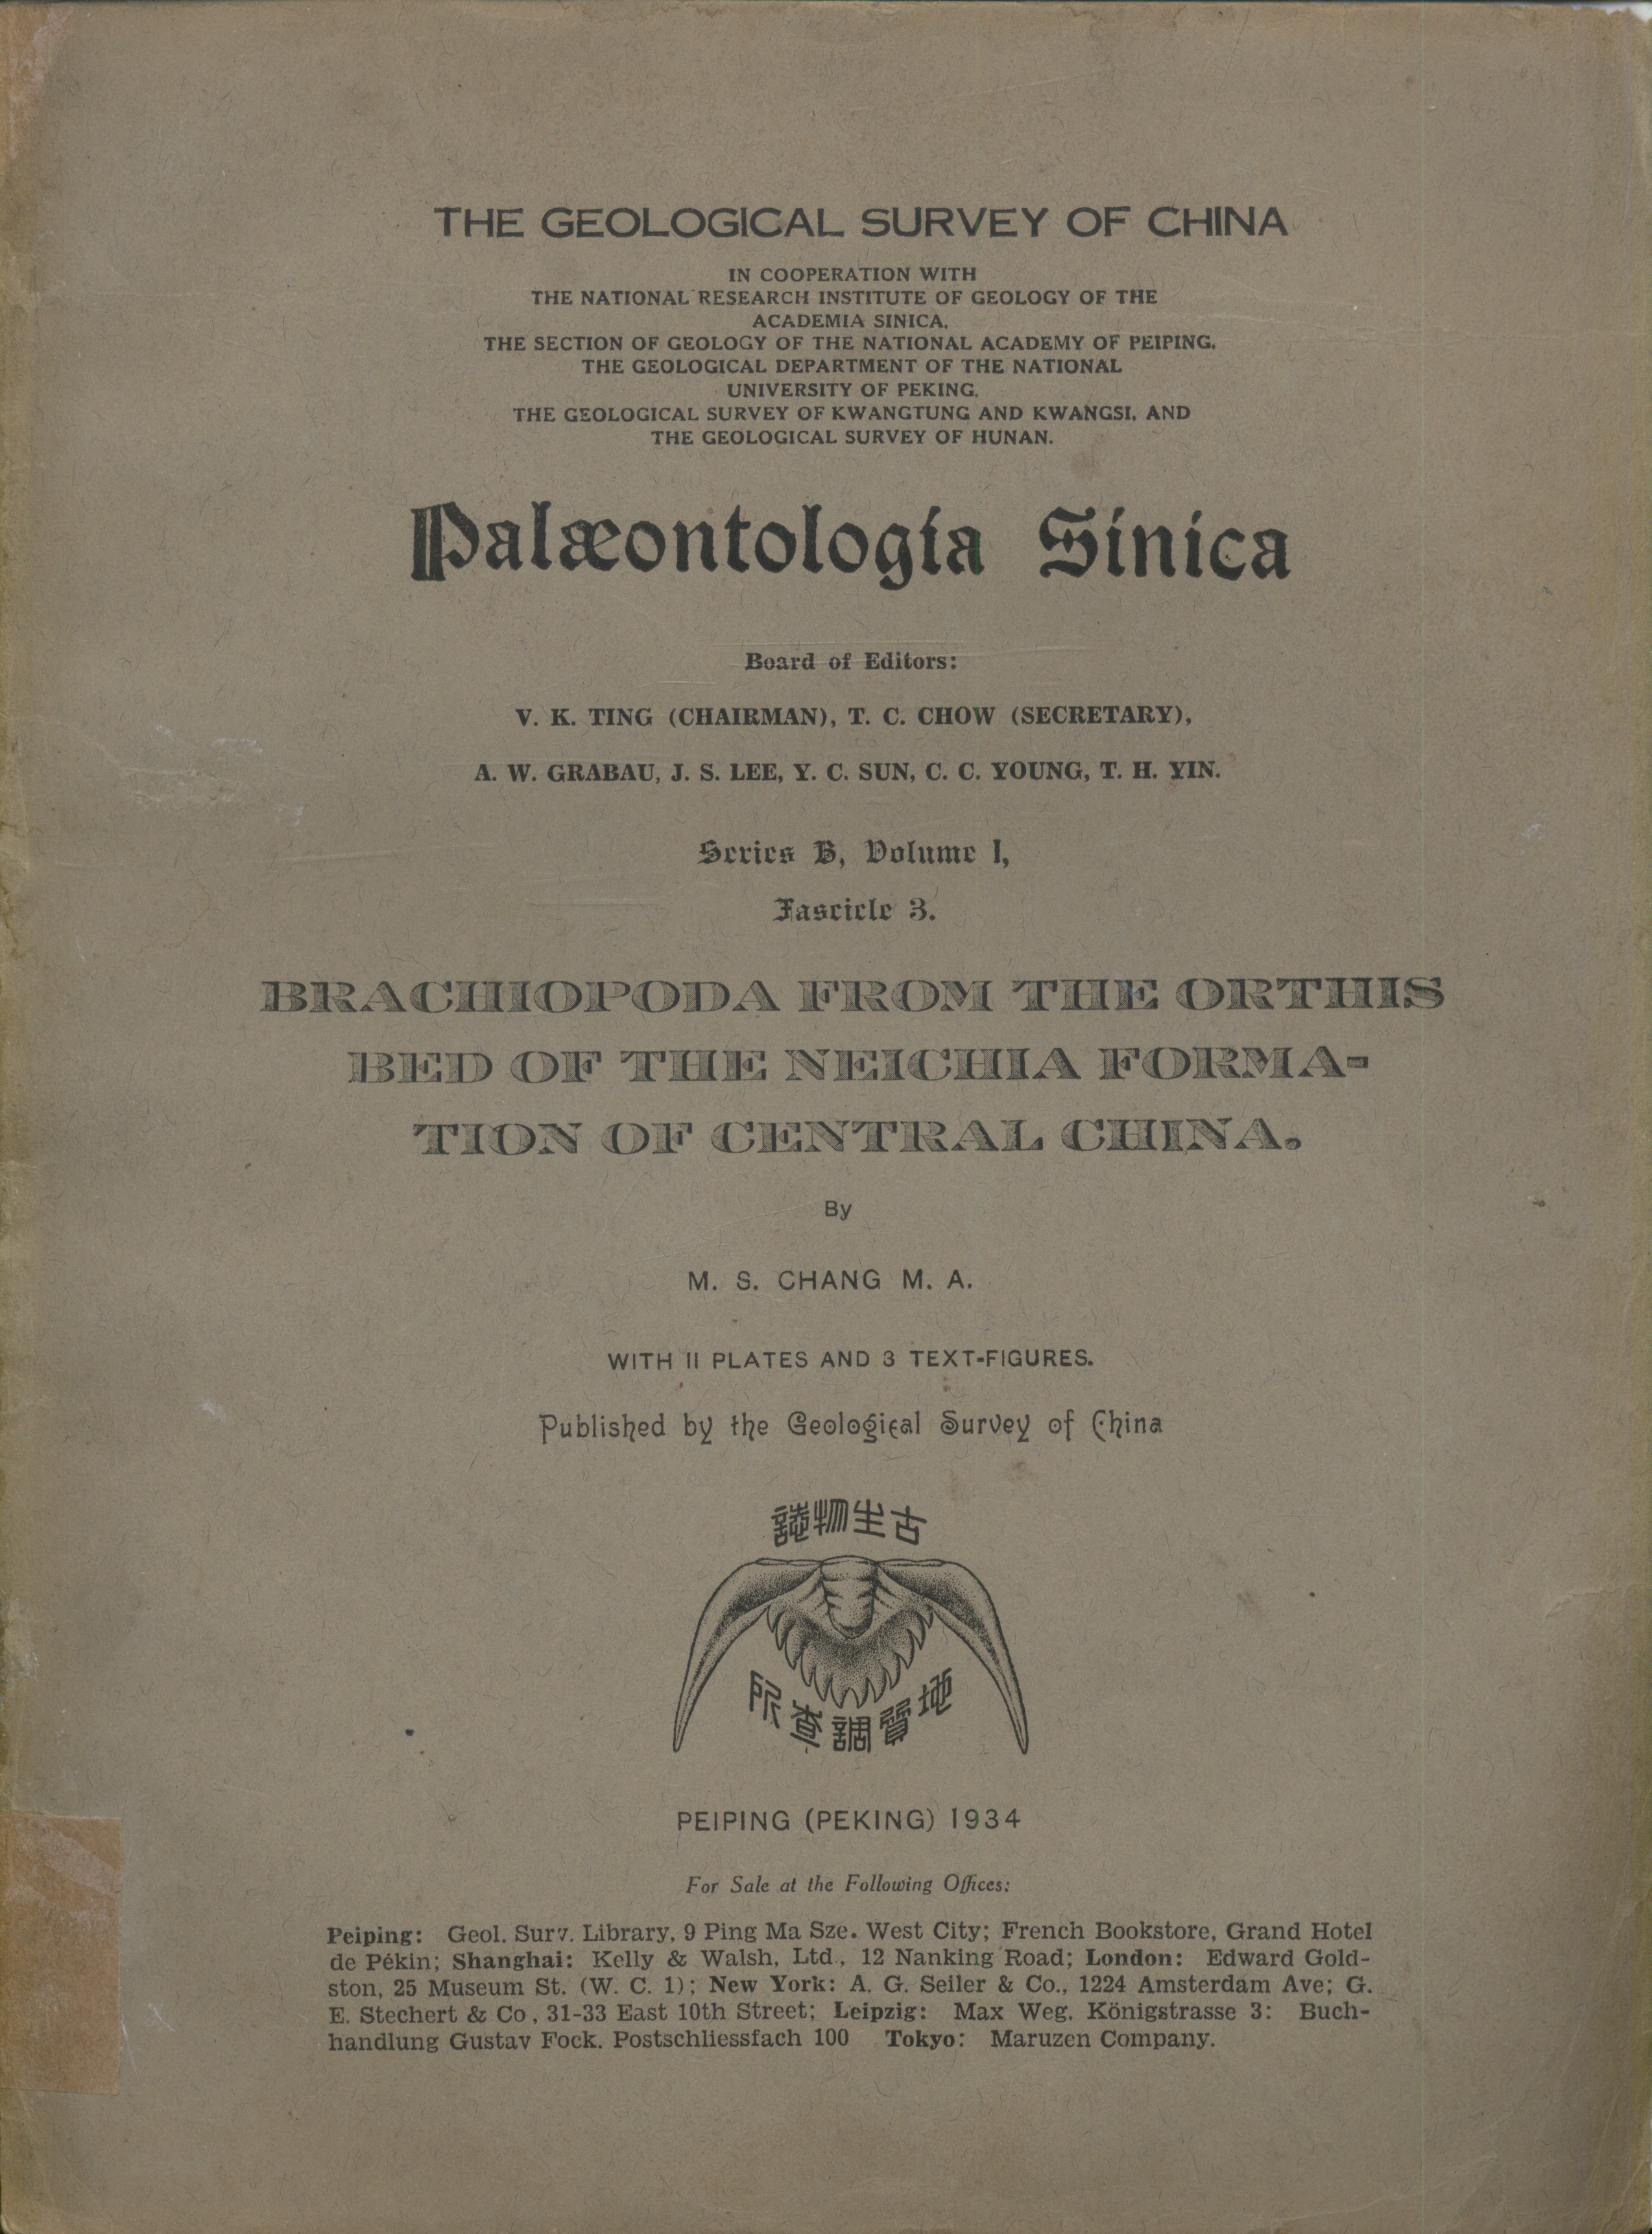 THE GEOLOGICAL SURVEY OF CHINA
IN COOPERATION WITH
THE NATIONAL RESEARCH INSTITUTE OF GEOLOGY OF THE
ACADEMIA SINICA,
THE SECTION OF GEOLOGY OF THE NATIONAL ACADEMY OF PEIPING,
THE GEOLOGICAL DEPARTMENT OF THE NATIONAL
UNIVERSITY OF PEKING,
THE GEOLOGICAL SURVEY OF KWANGTUNG AND KWANGSI, AND
THE GEOLOGICAL SURVEY OF HUNAN.
Palæontologia Sinica
Board of Editors:
V. K. TING (CHAIRMAN), T. C. CHOW (SECRETARY),
A. W. GRABAU, J. S. LEE, Y. C. SUN, C. C. YOUNG, T. H. YIN.
Series B, Volume I,
Fascicle 3.
BRACHIOPODA FROM THE ORTHIS
BED OF THE NEICHIA FORMA-
TION OF CENTRAL CHINA.
By
M. S. CHANG M. A.
WITH II PLATES AND 3 TEXT-FIGURES.
Published by the Geological Survey of China
古生物誌
地質調查所
PEIPING (PEKING) 1934
For Sale at the Following Offices:
Peiping: Geol. Surv. Library, 9 Ping Ma Sze. West City; French Bookstore, Grand Hotel
de Pékin; Shanghai: Kelly & Walsh, Ltd., 12 Nanking Road; London: Edward Gold-
ston, 25 Museum St. (W. C. 1); New York: A. G. Seiler & Co., 1224 Amsterdam Ave; G.
E. Stechert & Co, 31-33 East 10th Street; Leipzig: Max Weg. Königstrasse 3: Buch-
handlung Gustav Fock. Postschliessfach 100 Tokyo: Maruzen Company.